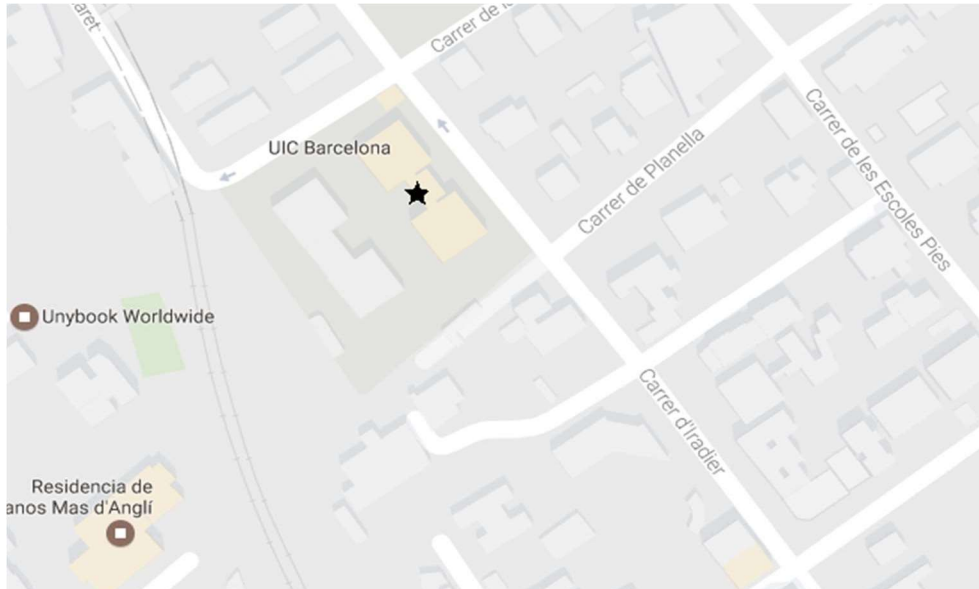 aret
Carrer de
UIC Barcelona
Carrer de Planella
Carrer de les Escoles Pies
Unybook Worldwide
Carrer d'Iradier
Residencia de
anos Mas d'Anglí